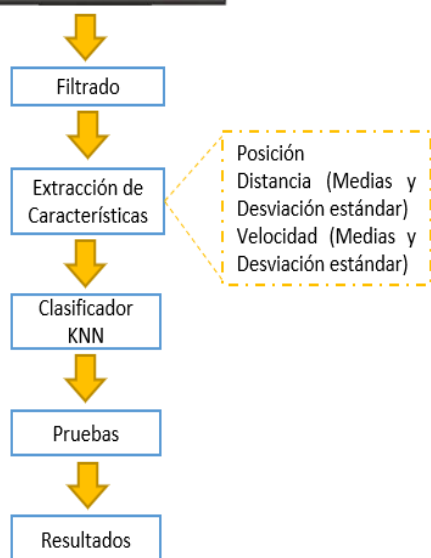 Filtrado
Extracción de
Características
Posición
Distancia (Medias y
Desviación estándar)
Velocidad (Medias y
Desviación estándar)
Clasificador
KNN
Pruebas
Resultados